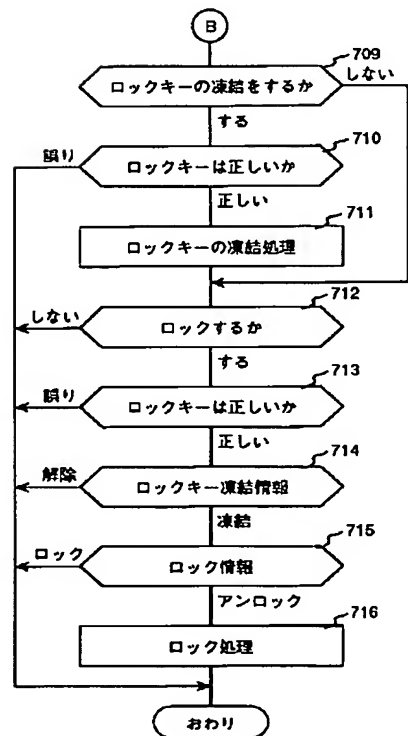 B
709
ロックキーの凍結をするか
しない
する
710
誤り
ロックキーは正しいか
正しい
711
ロックキーの凍結処理
712
しない
ロックするか
する
713
誤り
ロックキーは正しいか
正しい
714
解除
ロックキー凍結情報
凍結
715
ロック
ロック情報
アンロック
716
ロック処理
おわり